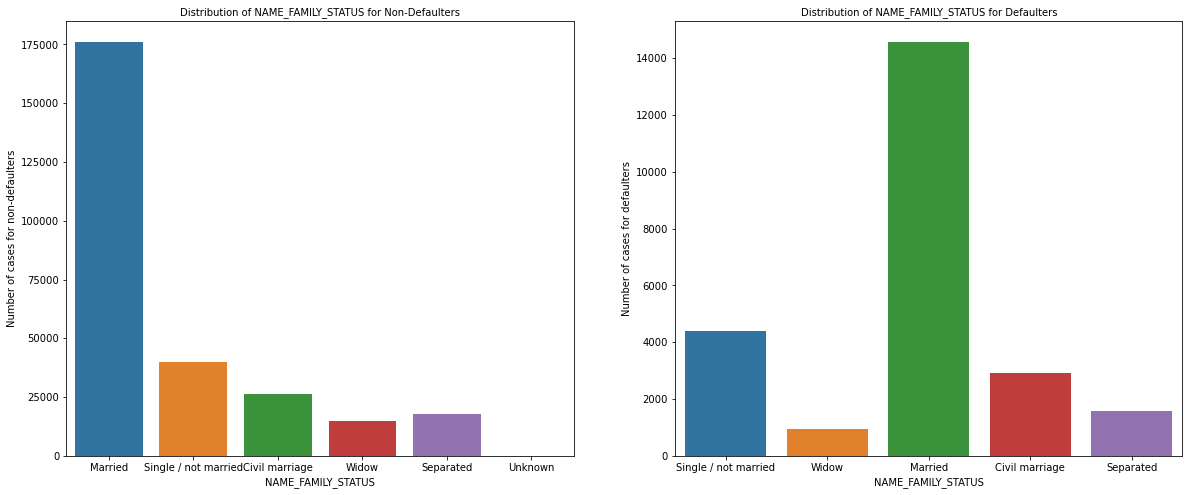 Distribution of NAME_FAMILY_STATUS for Non-Defaulters
175000
150000
125000
100000
75000
50000
25000
0
Number of cases for non-defaulters
Married Single / not married Civil marriage Widow Separated Unknown
NAME_FAMILY_STATUS
Distribution of NAME_FAMILY_STATUS for Defaulters
14000
12000
10000
8000
6000
4000
2000
0
Number of cases for defaulters
Single / not married Widow Married Civil marriage Separated
NAME_FAMILY_STATUS